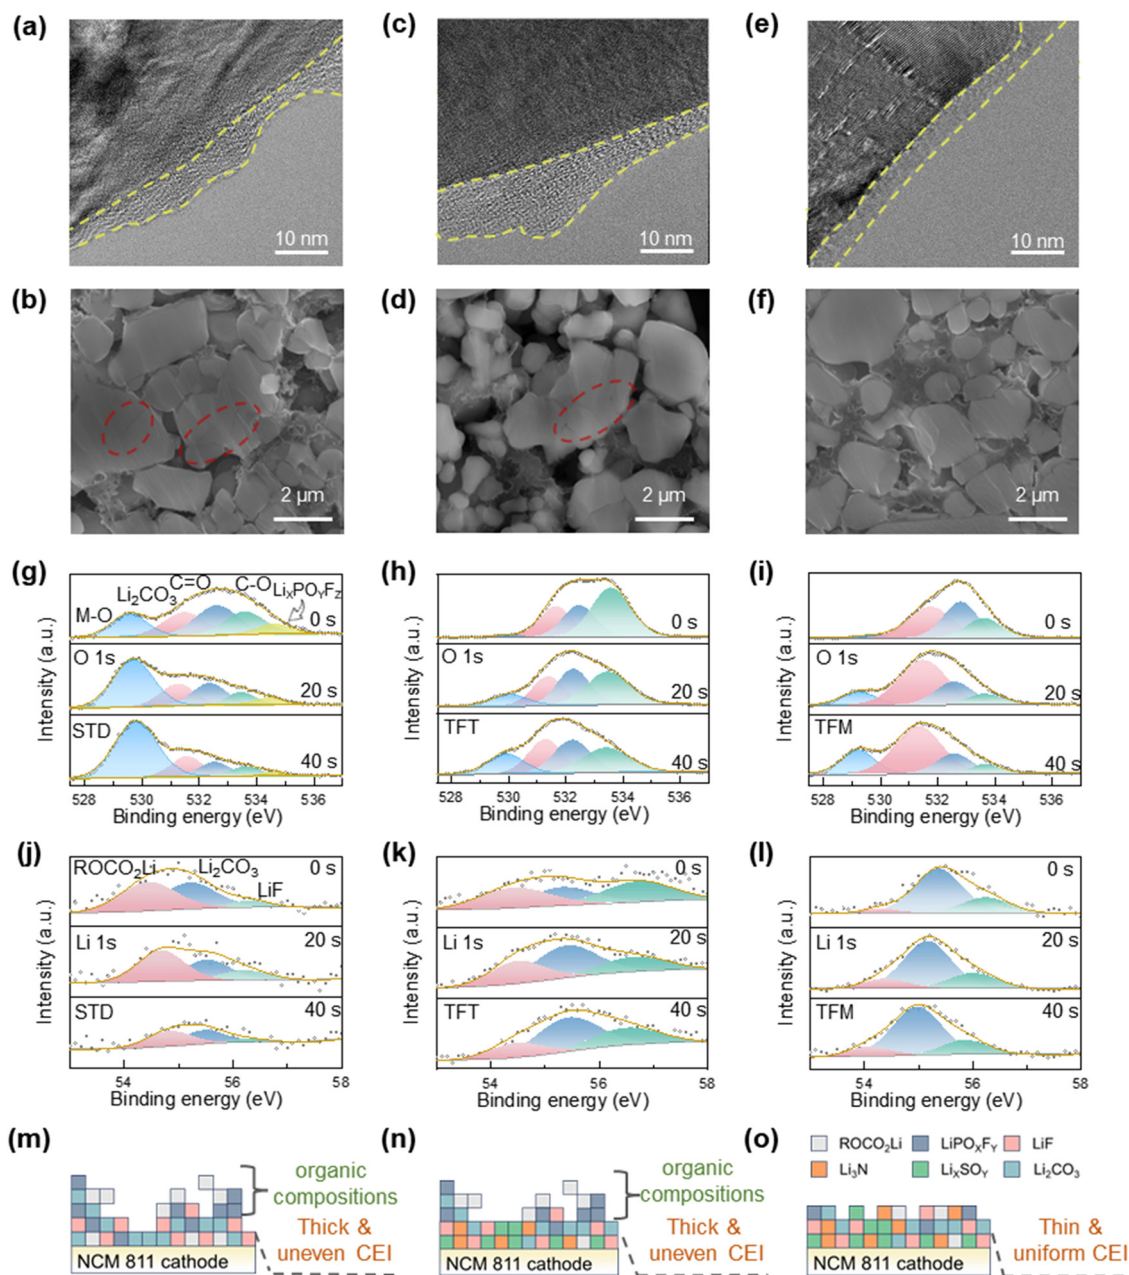 (a)
(c)
(e)
10 nm
10 nm
10 nm
(b)
(d)
(f)
2 μm
2 μm
2 μm
(g)
(h)
(i)
M-O
Li₂CO₃
C=O
C-O
LiₓPOᵧF_Z
0 s
0 s
0 s
O 1s
20 s
O 1s
20 s
O 1s
20 s
STD
40 s
TFT
40 s
TFM
40 s
Intensity (a.u.)
Intensity (a.u.)
Intensity (a.u.)
528 530 532 534 536
528 530 532 534 536
528 530 532 534 536
Binding energy (eV)
Binding energy (eV)
Binding energy (eV)
(j)
(k)
(l)
ROCO₂Li
Li₂CO₃
LiF
0 s
0 s
0 s
Li 1s
20 s
Li 1s
20 s
Li 1s
20 s
STD
40 s
TFT
40 s
TFM
40 s
Intensity (a.u.)
Intensity (a.u.)
Intensity (a.u.)
54 56 58
54 56 58
54 56 58
Binding energy (eV)
Binding energy (eV)
Binding energy (eV)
(m)
organic
compositions
Thick &
uneven CEI
NCM 811 cathode
(n)
organic
compositions
Thick &
uneven CEI
NCM 811 cathode
(o)
ROCO₂Li
LiPOₓFᵧ
LiF
Li₃N
LiₓSOᵧ
Li₂CO₃
Thin &
uniform CEI
NCM 811 cathode